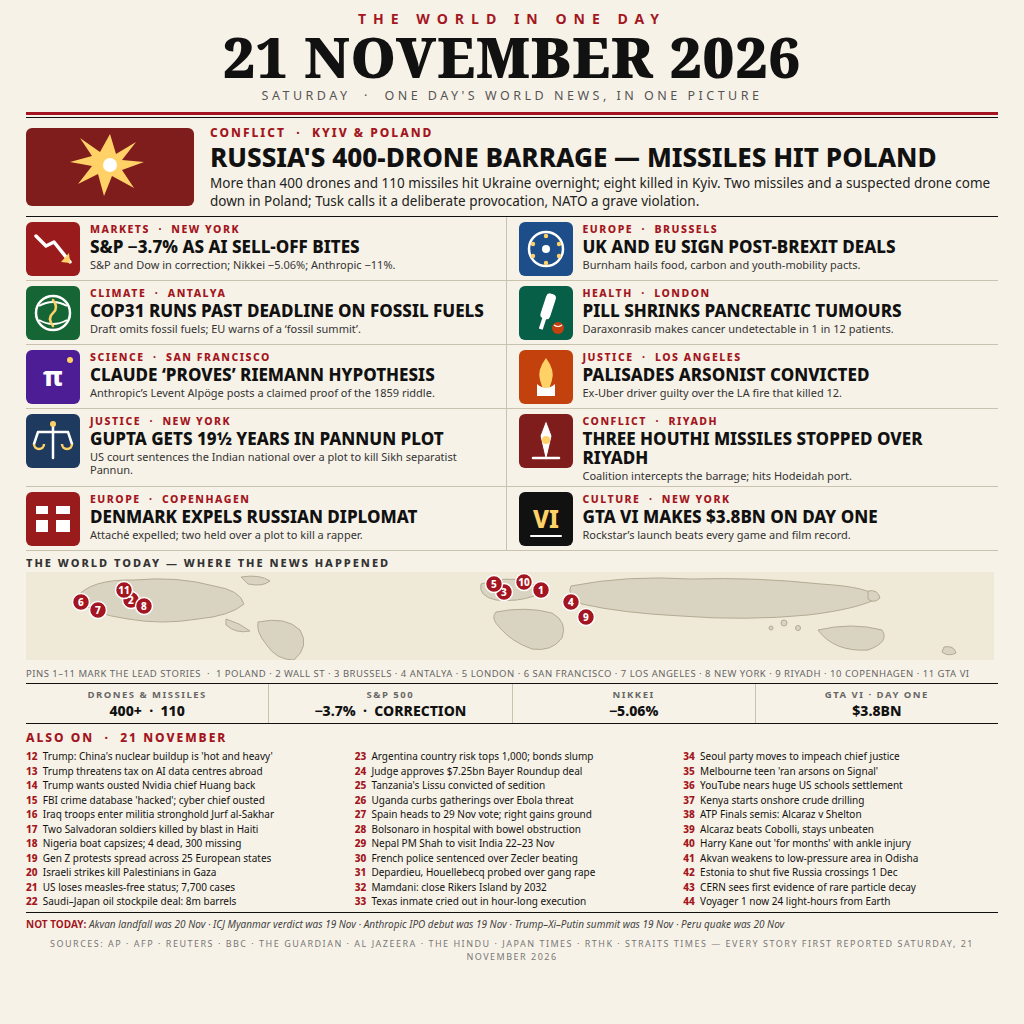 THE WORLD IN ONE DAY
21 NOVEMBER 2026
SATURDAY · ONE DAY'S WORLD NEWS, IN ONE PICTURE
CONFLICT · KYIV & POLAND
RUSSIA'S 400-DRONE BARRAGE — MISSILES HIT POLAND
More than 400 drones and 110 missiles hit Ukraine overnight; eight killed in Kyiv. Two missiles and a suspected drone come
down in Poland; Tusk calls it a deliberate provocation, NATO a grave violation.
MARKETS · NEW YORK
S&P −3.7% AS AI SELL-OFF BITES
S&P and Dow in correction; Nikkei −5.06%; Anthropic −11%.
EUROPE · BRUSSELS
UK AND EU SIGN POST-BREXIT DEALS
Burnham hails food, carbon and youth-mobility pacts.
CLIMATE · ANTALYA
COP31 RUNS PAST DEADLINE ON FOSSIL FUELS
Draft omits fossil fuels; EU warns of a ‘fossil summit’.
HEALTH · LONDON
PILL SHRINKS PANCREATIC TUMOURS
Daraxonrasib makes cancer undetectable in 1 in 12 patients.
π
SCIENCE · SAN FRANCISCO
CLAUDE ‘PROVES’ RIEMANN HYPOTHESIS
Anthropic’s Levent Alpöge posts a claimed proof of the 1859 riddle.
JUSTICE · LOS ANGELES
PALISADES ARSONIST CONVICTED
Ex-Uber driver guilty over the LA fire that killed 12.
JUSTICE · NEW YORK
GUPTA GETS 19½ YEARS IN PANNUN PLOT
US court sentences the Indian national over a plot to kill Sikh separatist
Pannun.
CONFLICT · RIYADH
THREE HOUTHI MISSILES STOPPED OVER
RIYADH
Coalition intercepts the barrage; hits Hodeidah port.
EUROPE · COPENHAGEN
DENMARK EXPELS RUSSIAN DIPLOMAT
Attaché expelled; two held over a plot to kill a rapper.
VI
CULTURE · NEW YORK
GTA VI MAKES $3.8BN ON DAY ONE
Rockstar's launch beats every game and film record.
THE WORLD TODAY — WHERE THE NEWS HAPPENED
6
7
11
2
8
5
3
10
1
4
9
PINS 1–11 MARK THE LEAD STORIES · 1 POLAND · 2 WALL ST · 3 BRUSSELS · 4 ANTALYA · 5 LONDON · 6 SAN FRANCISCO · 7 LOS ANGELES · 8 NEW YORK · 9 RIYADH · 10 COPENHAGEN · 11 GTA VI
DRONES & MISSILES
400+ · 110
S&P 500
−3.7% · CORRECTION
NIKKEI
−5.06%
GTA VI · DAY ONE
$3.8BN
ALSO ON · 21 NOVEMBER
12 Trump: China's nuclear buildup is 'hot and heavy'
13 Trump threatens tax on AI data centres abroad
14 Trump wants ousted Nvidia chief Huang back
15 FBI crime database 'hacked'; cyber chief ousted
16 Iraq troops enter militia stronghold Jurf al-Sakhar
17 Two Salvadoran soldiers killed by blast in Haiti
18 Nigeria boat capsizes; 4 dead, 300 missing
19 Gen Z protests spread across 25 European states
20 Israeli strikes kill Palestinians in Gaza
21 US loses measles-free status; 7,700 cases
22 Saudi–Japan oil stockpile deal: 8m barrels
23 Argentina country risk tops 1,000; bonds slump
24 Judge approves $7.25bn Bayer Roundup deal
25 Tanzania's Lissu convicted of sedition
26 Uganda curbs gatherings over Ebola threat
27 Spain heads to 29 Nov vote; right gains ground
28 Bolsonaro in hospital with bowel obstruction
29 Nepal PM Shah to visit India 22–23 Nov
30 French police sentenced over Zecler beating
31 Depardieu, Houellebecq probed over gang rape
32 Mamdani: close Rikers Island by 2032
33 Texas inmate cried out in hour-long execution
34 Seoul party moves to impeach chief justice
35 Melbourne teen 'ran arsons on Signal'
36 YouTube nears huge US schools settlement
37 Kenya starts onshore crude drilling
38 ATP Finals semis: Alcaraz v Shelton
39 Alcaraz beats Cobolli, stays unbeaten
40 Harry Kane out 'for months' with ankle injury
41 Akvan weakens to low-pressure area in Odisha
42 Estonia to shut five Russia crossings 1 Dec
43 CERN sees first evidence of rare particle decay
44 Voyager 1 now 24 light-hours from Earth
NOT TODAY: Akvan landfall was 20 Nov · ICJ Myanmar verdict was 19 Nov · Anthropic IPO debut was 19 Nov · Trump–Xi–Putin summit was 19 Nov · Peru quake was 20 Nov
SOURCES: AP · AFP · REUTERS · BBC · THE GUARDIAN · AL JAZEERA · THE HINDU · JAPAN TIMES · RTHK · STRAITS TIMES — EVERY STORY FIRST REPORTED SATURDAY, 21
NOVEMBER 2026